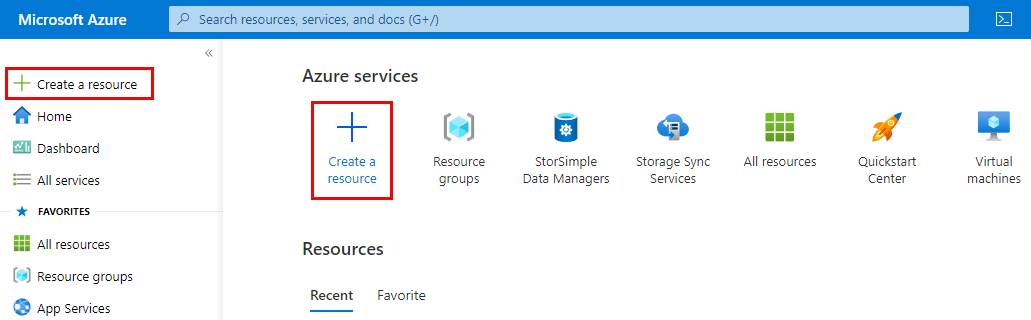 Microsoft Azure
Search resources, services, and docs (G+/)
«
Create a resource
Home
Dashboard
All services
FAVORITES
All resources
Resource groups
App Services
Azure services
Create a
resource
Resource
groups
StorSimple
Data Managers
Storage Sync
Services
All resources
Quickstart
Center
Virtual
machines
Resources
Recent Favorite